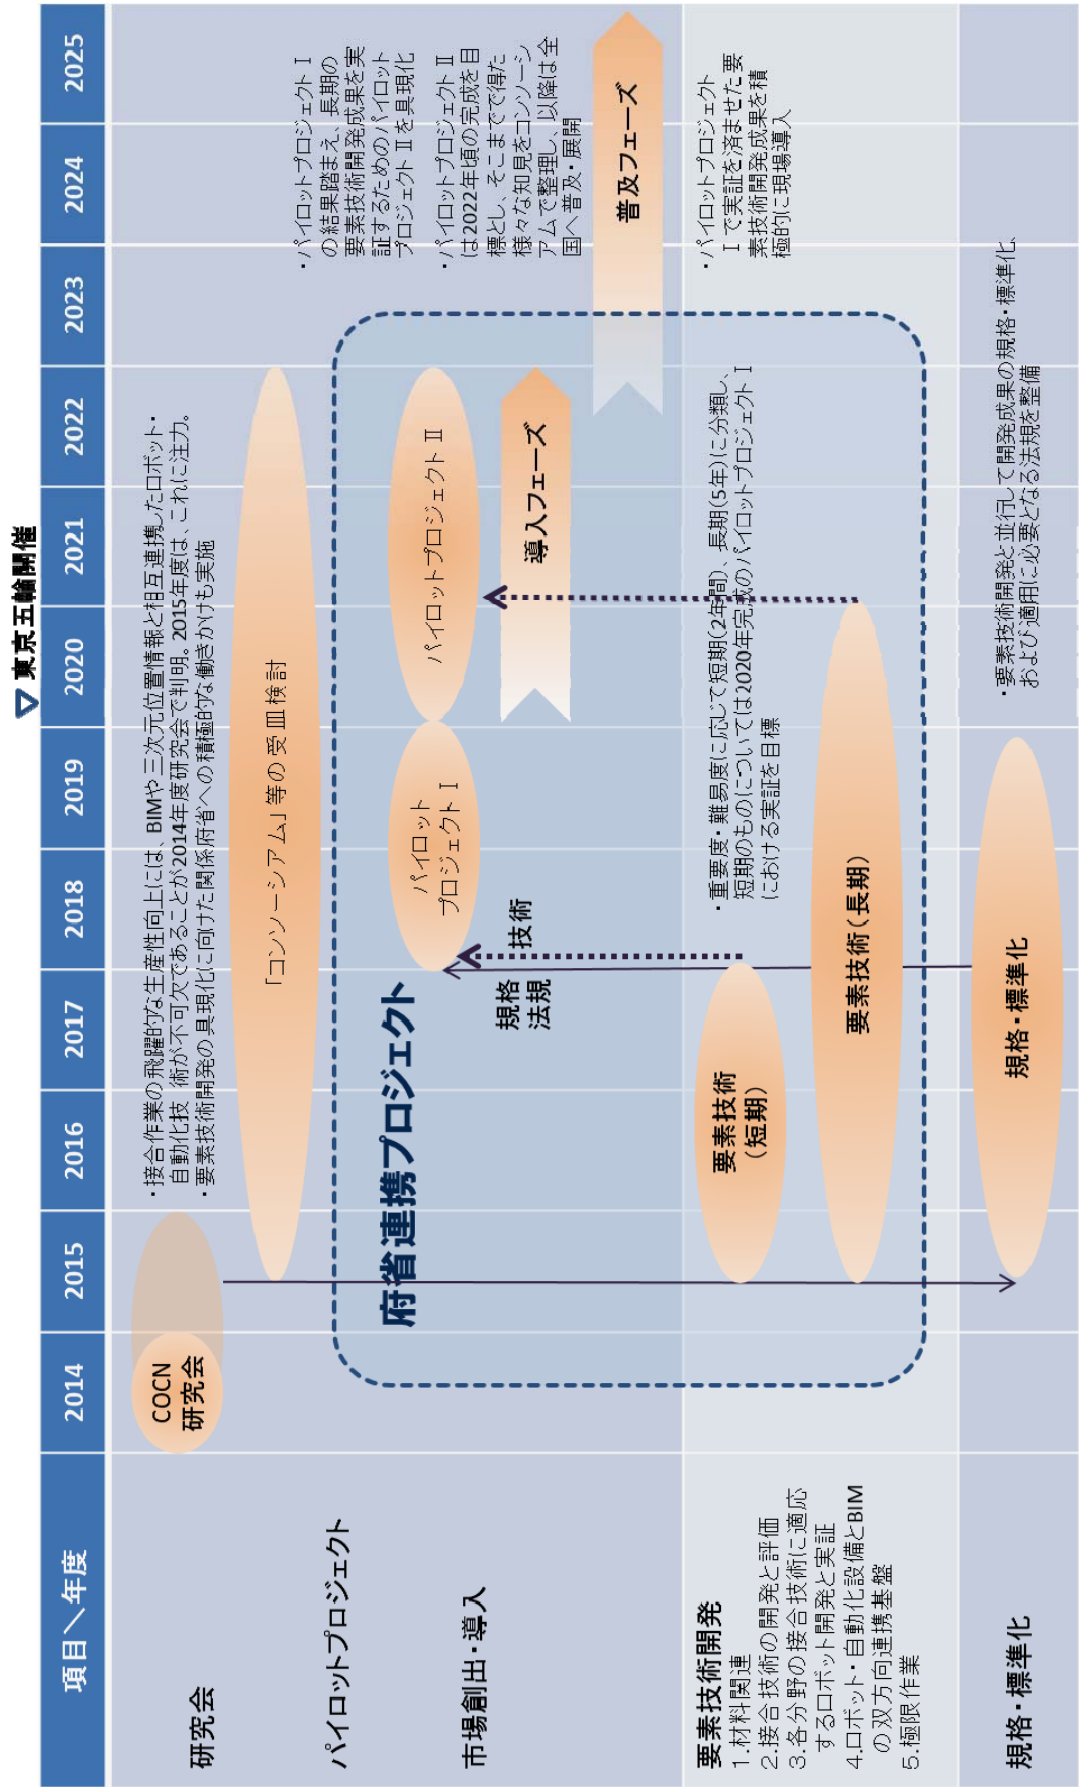 ▽ 東京五輪開催
項目/年度
2014
2015
2016
2017
2018
2019
2020
2021
2022
2023
2024
2025
研究会
COCN
研究会
・接合作業の飛躍的な生産性向上には、BIMや三次元位置情報と相互連携したロボット・
自動化技 術が不可欠であることが2014年度研究会で判明。2015年度は、これに注力。
・要素技術開発の具現化に向けた関係府省への積極的な働きかけも実施
「コンソーシアム」等の受皿検討
パイロットプロジェクト
府省連携プロジェクト
パイロット
プロジェクト Ⅰ
パイロットプロジェクト Ⅱ
・パイロットプロジェクト Ⅰ
の結果踏まえ、長期の
要素技術開発成果を実
証するためのパイロット
プロジェクト Ⅱ を具現化
・パイロットプロジェクト Ⅱ
は2022年頃の完成を目
標とし、そこまでで得た
様々な知見をコンソーシ
アムで整理し、以降は全
国へ普及・展開
市場創出・導入
規格
法規
技術
導入フェーズ
普及フェーズ
要素技術開発
1.材料関連
2.接合技術の開発と評価
3.各分野の接合技術に適応
するロボット開発と実証
4.ロボット・自動化設備とBIM
の双方向連携基盤
5.極限作業
要素技術
(短期)
・重要度・難易度に応じて短期(2年間)、長期(5年)に分類し、
短期のものについては2020年完成のパイロットプロジェクト Ⅰ
における実証を目標
・パイロットプロジェクト
Ⅰ で実証を済ませた要
素技術開発成果を積
極的に現場導入
要素技術(長期)
規格・標準化
規格・標準化
・要素技術開発と並行して開発成果の規格・標準化、
および適用に必要となる法規を整備